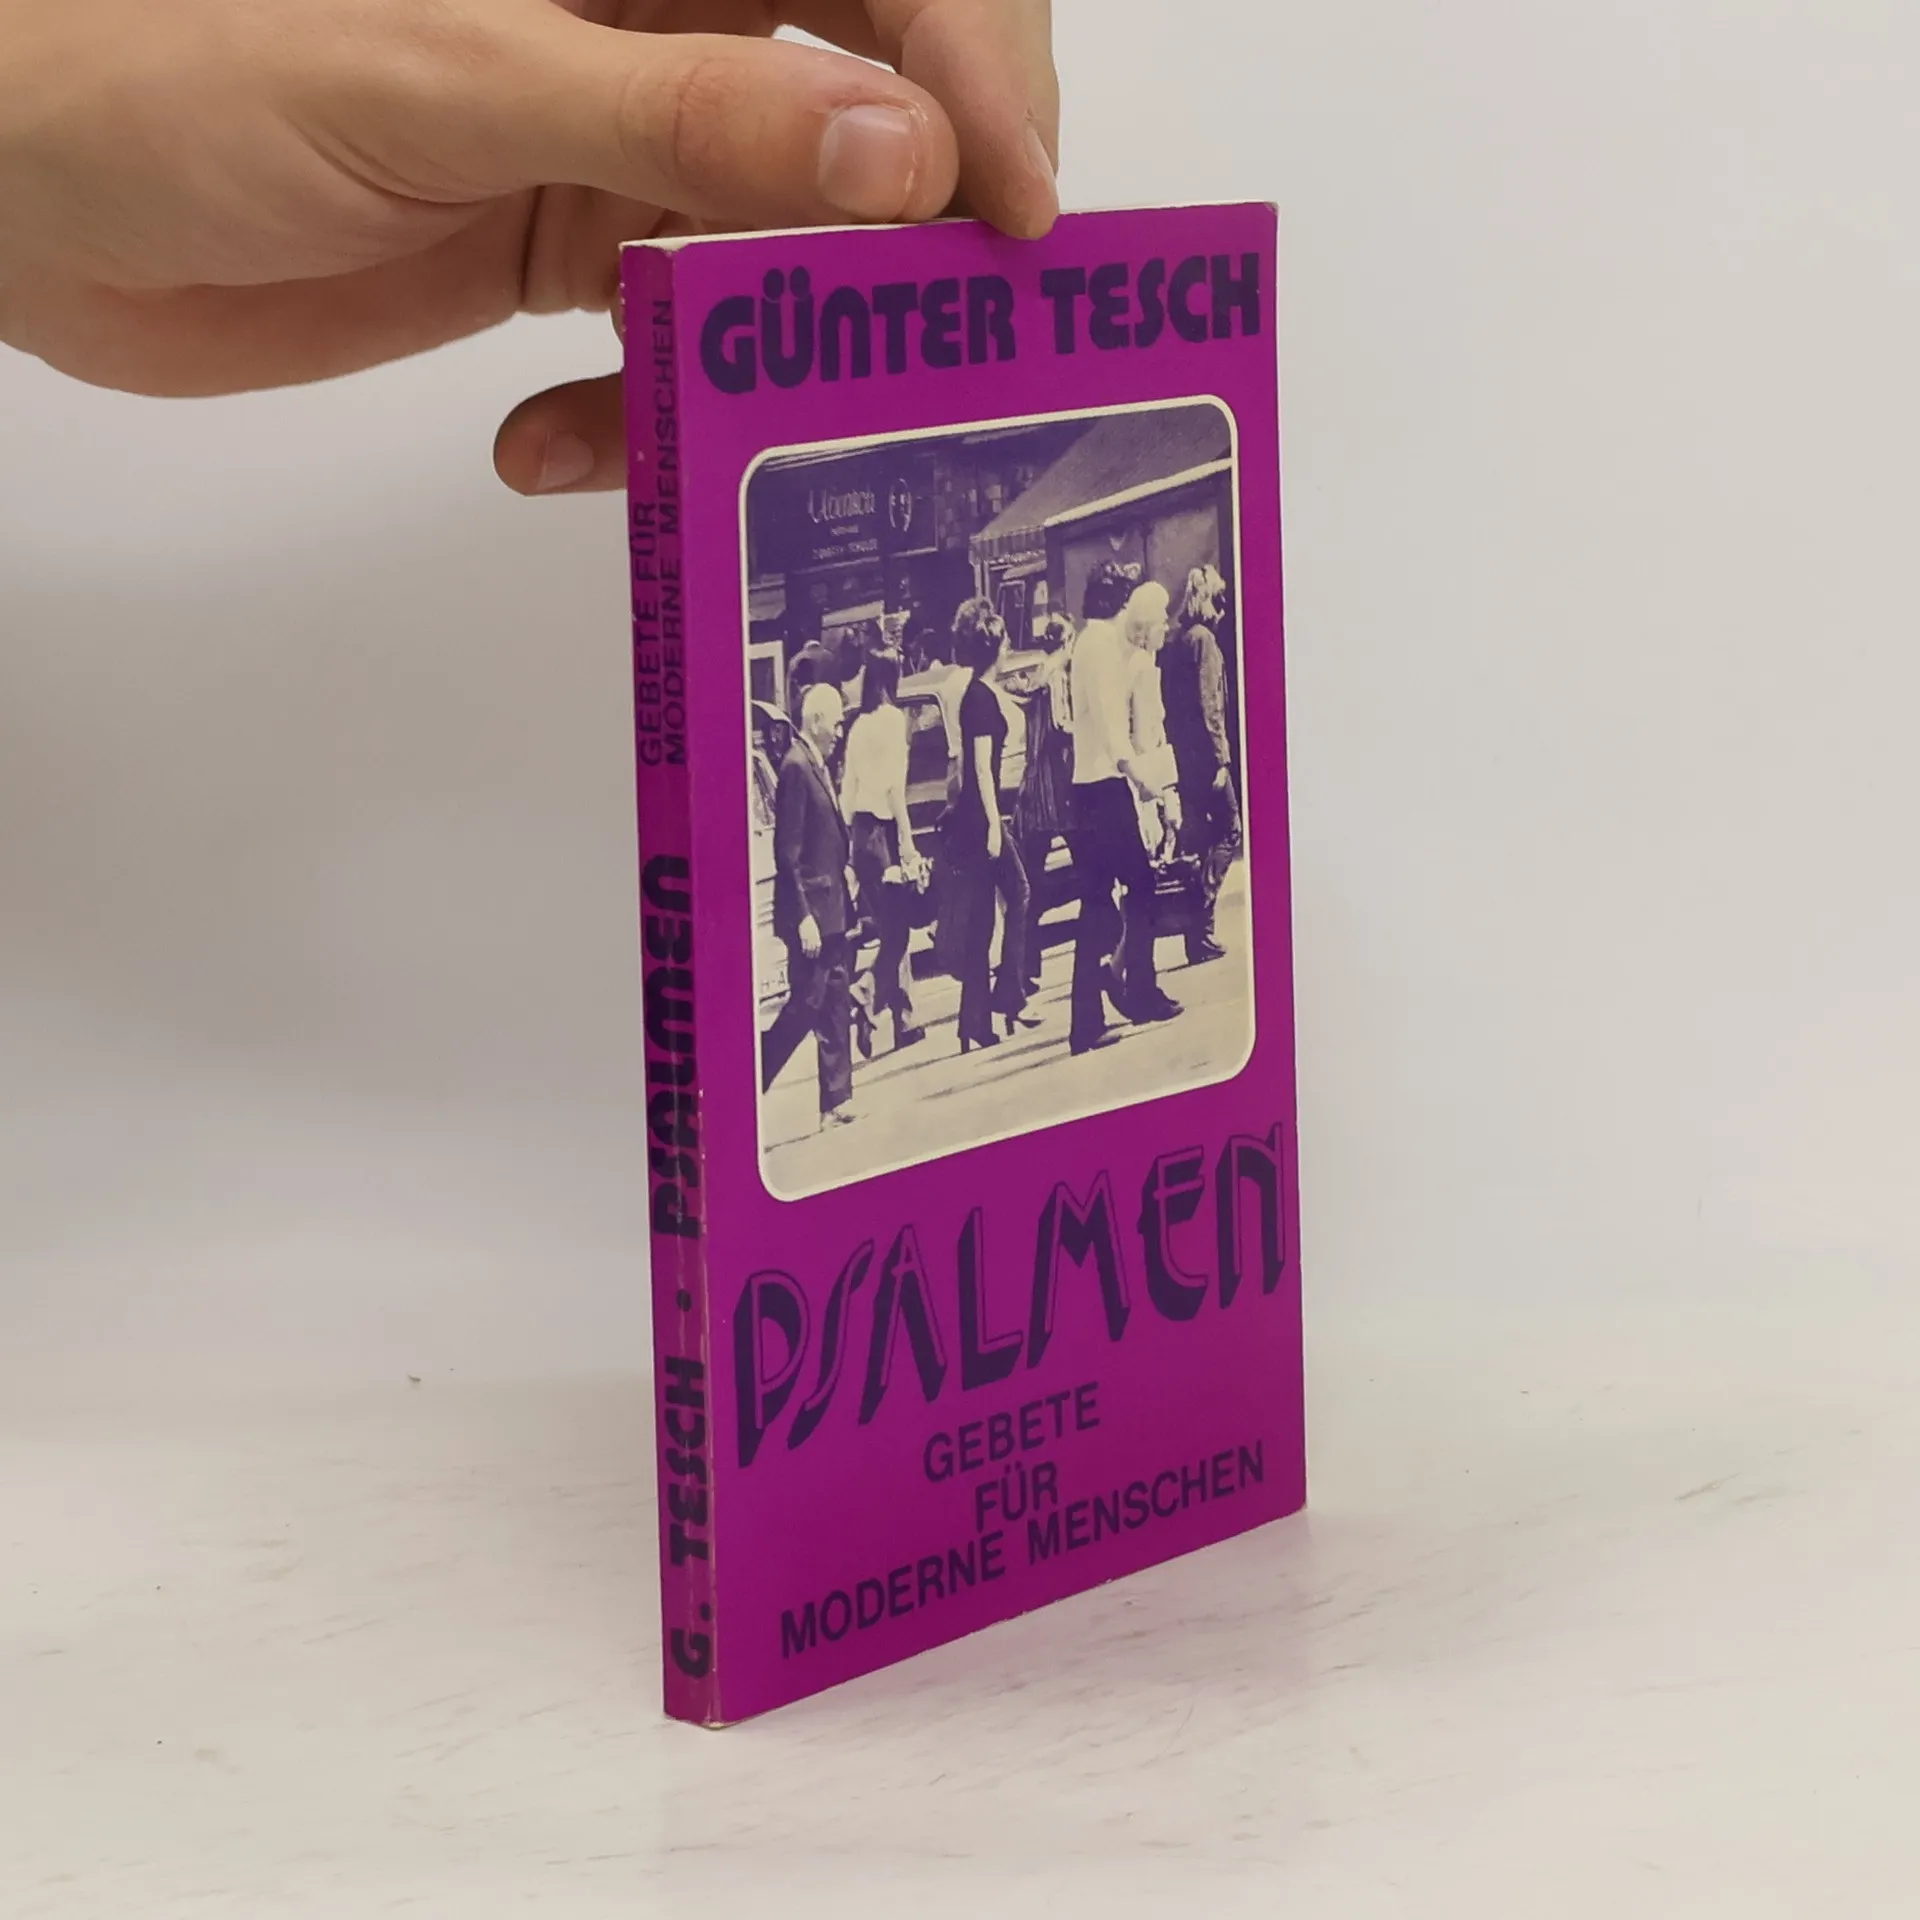 GÜNTER TESCH
PSALMEN
GEBETE
FÜR
MODERNE MENSCHEN
G. TESCH · PSALMEN
GEBETE FÜR
MODERNE MENSCHEN